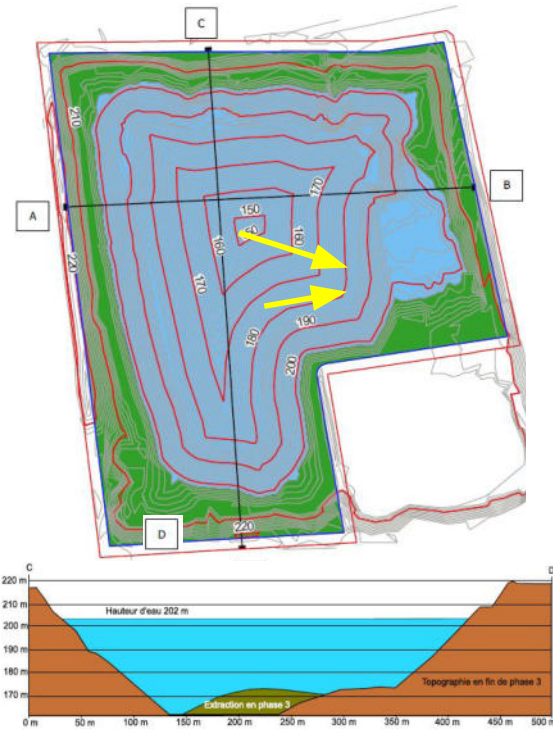 C
A
B
D
210
220
150
150
160
160
170
170
180
190
200
220
C
D
220 m
210 m
200 m
190 m
180 m
170 m
Hauteur d'eau 202 m
Topographie en fin de phase 3
Extraction en phase 3
0 m
50 m
100 m
150 m
200 m
250 m
300 m
350 m
400 m
450 m
500 m